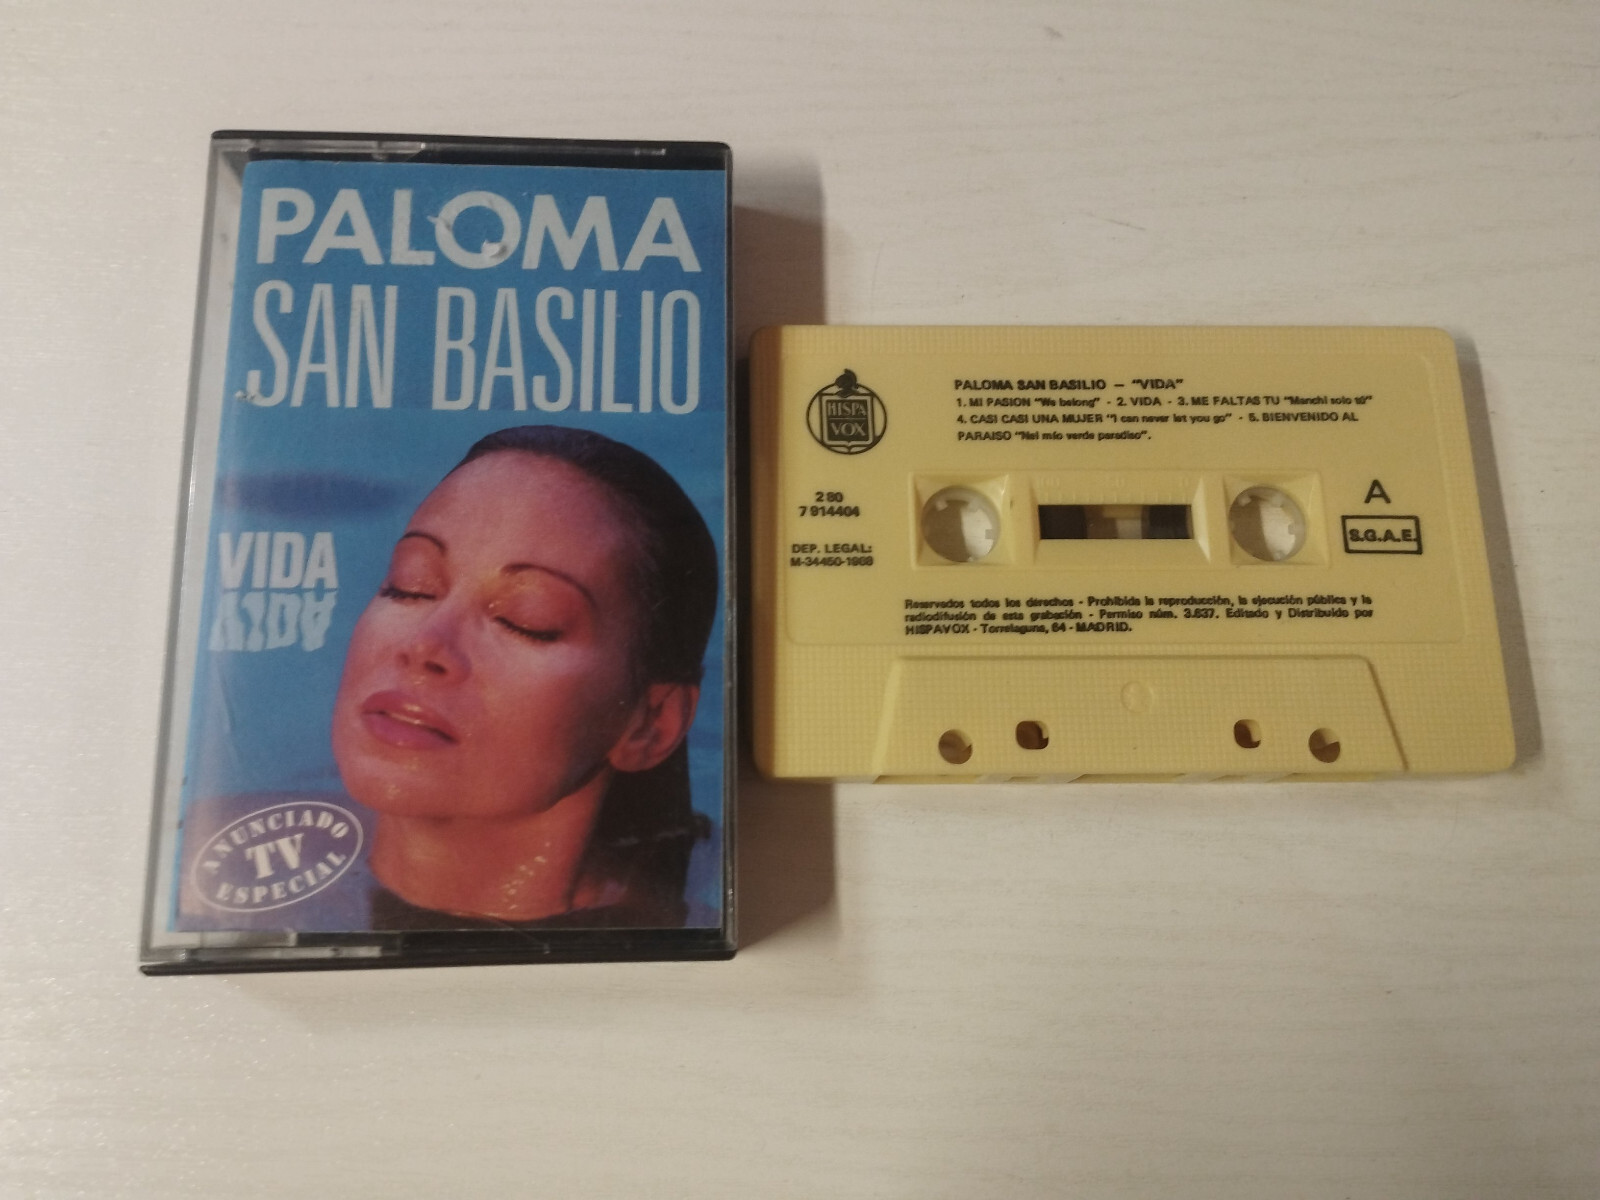 PALOMA
SAN BASILIO
VIDA
VIDA
ANUNCIADO
TV
ESPECIAL
HISPA
VOX
PALOMA SAN BASILIO — "VIDA"
1. MI PASION "We belong" - 2. VIDA - 3. ME FALTAS TU "Manchi solo tú"
4. CASI CASI UNA MUJER "I can never let you go" - 5. BIENVENIDO AL
PARAISO "Nel mio verde paradiso".
2 80
7 914404
DEP. LEGAL:
M-34450-1988
A
S.G.A.E.
100 50 0
Reservados todos los derechos - Prohibida la reproducción, la ejecución pública y la
radiodifusión de esta grabación - Permiso núm. 3.637. Editado y Distribuido por
HISPAVOX - Torrelaguna, 64 - MADRID.